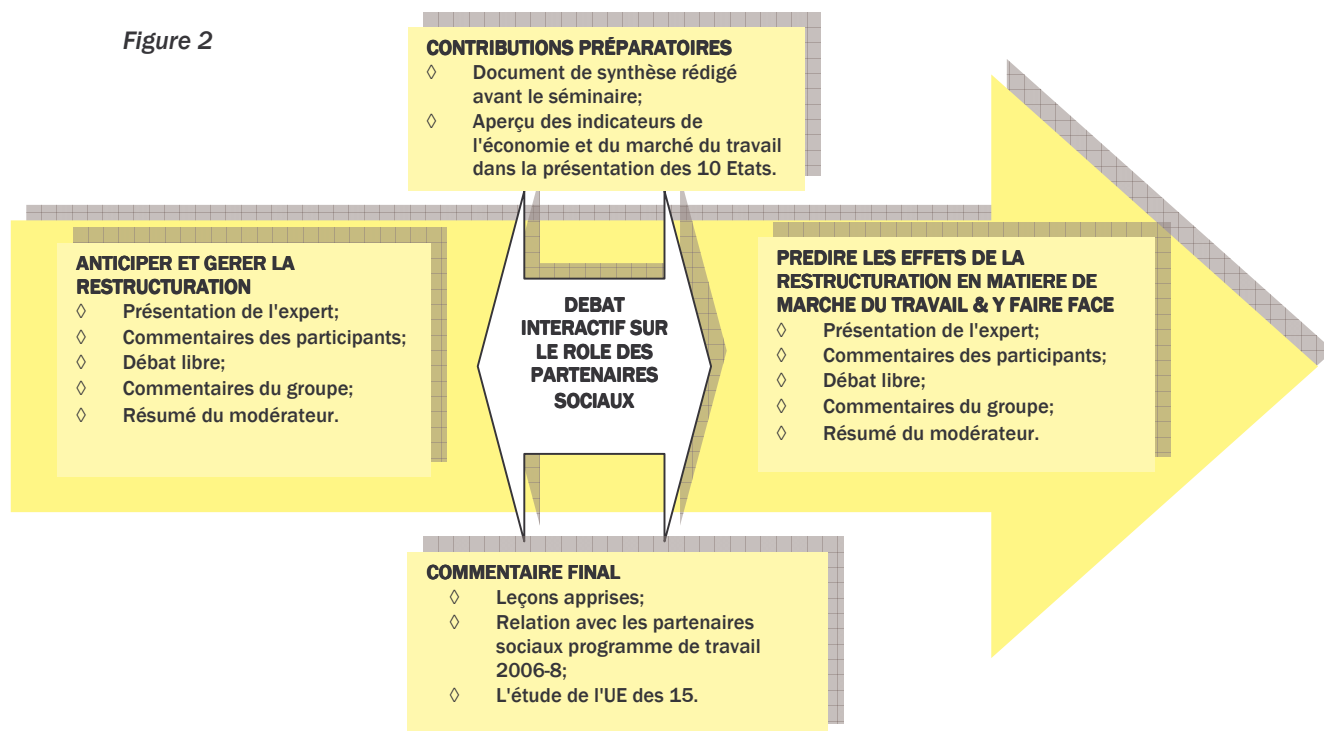 Figure 2
CONTRIBUTIONS PRÉPARATOIRES
◊ Document de synthèse rédigé
avant le séminaire;
◊ Aperçu des indicateurs de
l'économie et du marché du travail
dans la présentation des 10 Etats.
ANTICIPER ET GERER LA
RESTRUCTURATION
◊ Présentation de l'expert;
◊ Commentaires des participants;
◊ Débat libre;
◊ Commentaires du groupe;
◊ Résumé du modérateur.
DEBAT
INTERACTIF SUR
LE ROLE DES
PARTENAIRES
SOCIAUX
PREDIRE LES EFFETS DE LA
RESTRUCTURATION EN MATIERE DE
MARCHE DU TRAVAIL & Y FAIRE FACE
◊ Présentation de l'expert;
◊ Commentaires des participants;
◊ Débat libre;
◊ Commentaires du groupe;
◊ Résumé du modérateur.
COMMENTAIRE FINAL
◊ Leçons apprises;
◊ Relation avec les partenaires
sociaux programme de travail
2006-8;
◊ L'étude de l'UE des 15.